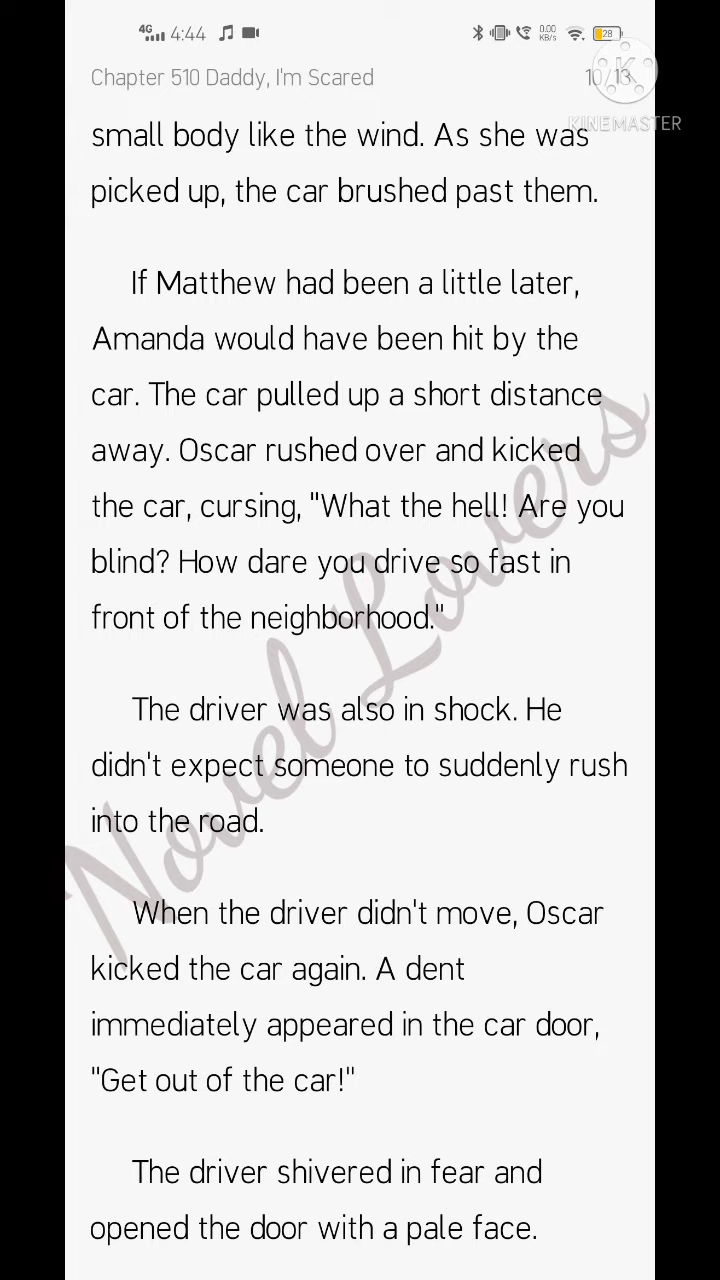 4G 4:44 0.00 KB/s 28
Chapter 510 Daddy, I'm Scared 10/13
KINEMASTER
small body like the wind. As she was
picked up, the car brushed past them.
If Matthew had been a little later,
Amanda would have been hit by the
car. The car pulled up a short distance
away. Oscar rushed over and kicked
the car, cursing, "What the hell! Are you
blind? How dare you drive so fast in
front of the neighborhood."
The driver was also in shock. He
didn't expect someone to suddenly rush
into the road.
When the driver didn't move, Oscar
kicked the car again. A dent
immediately appeared in the car door,
"Get out of the car!"
The driver shivered in fear and
opened the door with a pale face.
Novel Lovers